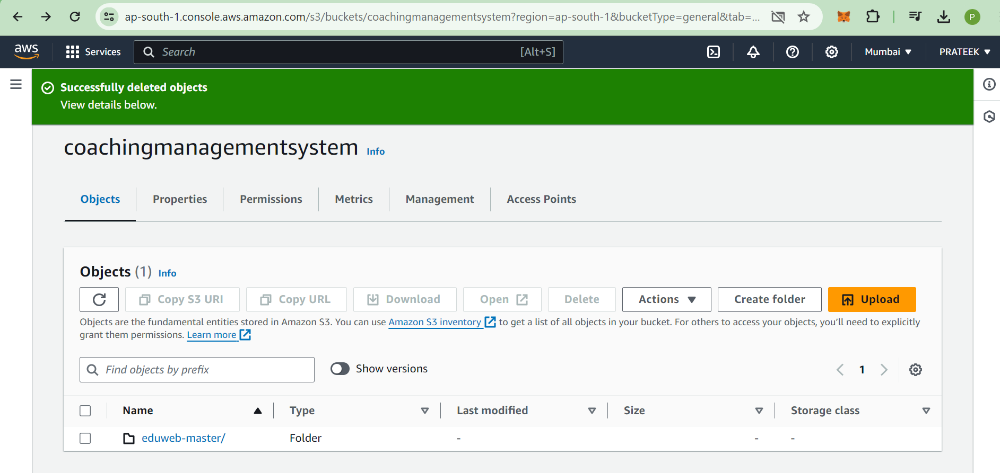 ap-south-1.console.aws.amazon.com/s3/buckets/coachingmanagementsystem?region=ap-south-1&bucketType=general&tab=...
P
aws Services Search [Alt+S] Mumbai PRATEEK
Successfully deleted objects
View details below.
coachingmanagementsystem Info
Objects Properties Permissions Metrics Management Access Points
Objects (1) Info
Copy S3 URI Copy URL Download Open Delete Actions Create folder Upload
Objects are the fundamental entities stored in Amazon S3. You can use Amazon S3 inventory to get a list of all objects in your bucket. For others to access your objects, you’ll need to explicitly
grant them permissions. Learn more
Find objects by prefix Show versions 1
Name Type Last modified Size Storage class
eduweb-master/ Folder - - -